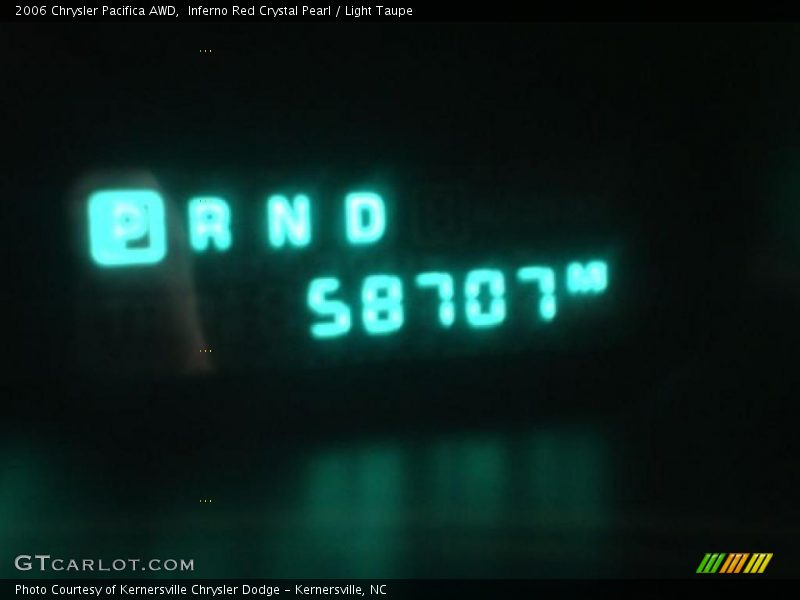 2006 Chrysler Pacifica AWD,  Inferno Red Crystal Pearl / Light Taupe
P R N D
58707 M
GTCARLOT.COM
Photo Courtesy of Kernersville Chrysler Dodge - Kernersville, NC